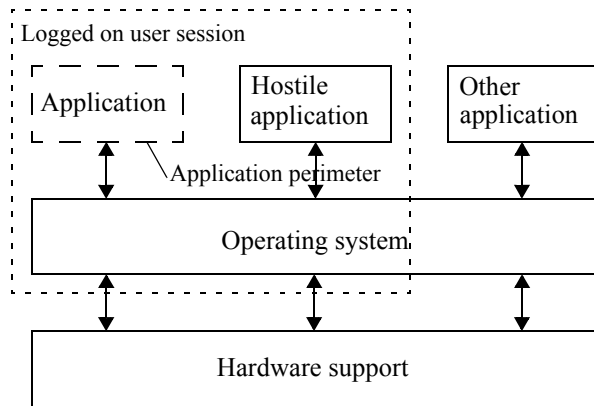 Logged on user session
Application
Hostile
application
Other
application
Application perimeter
Operating system
Hardware support